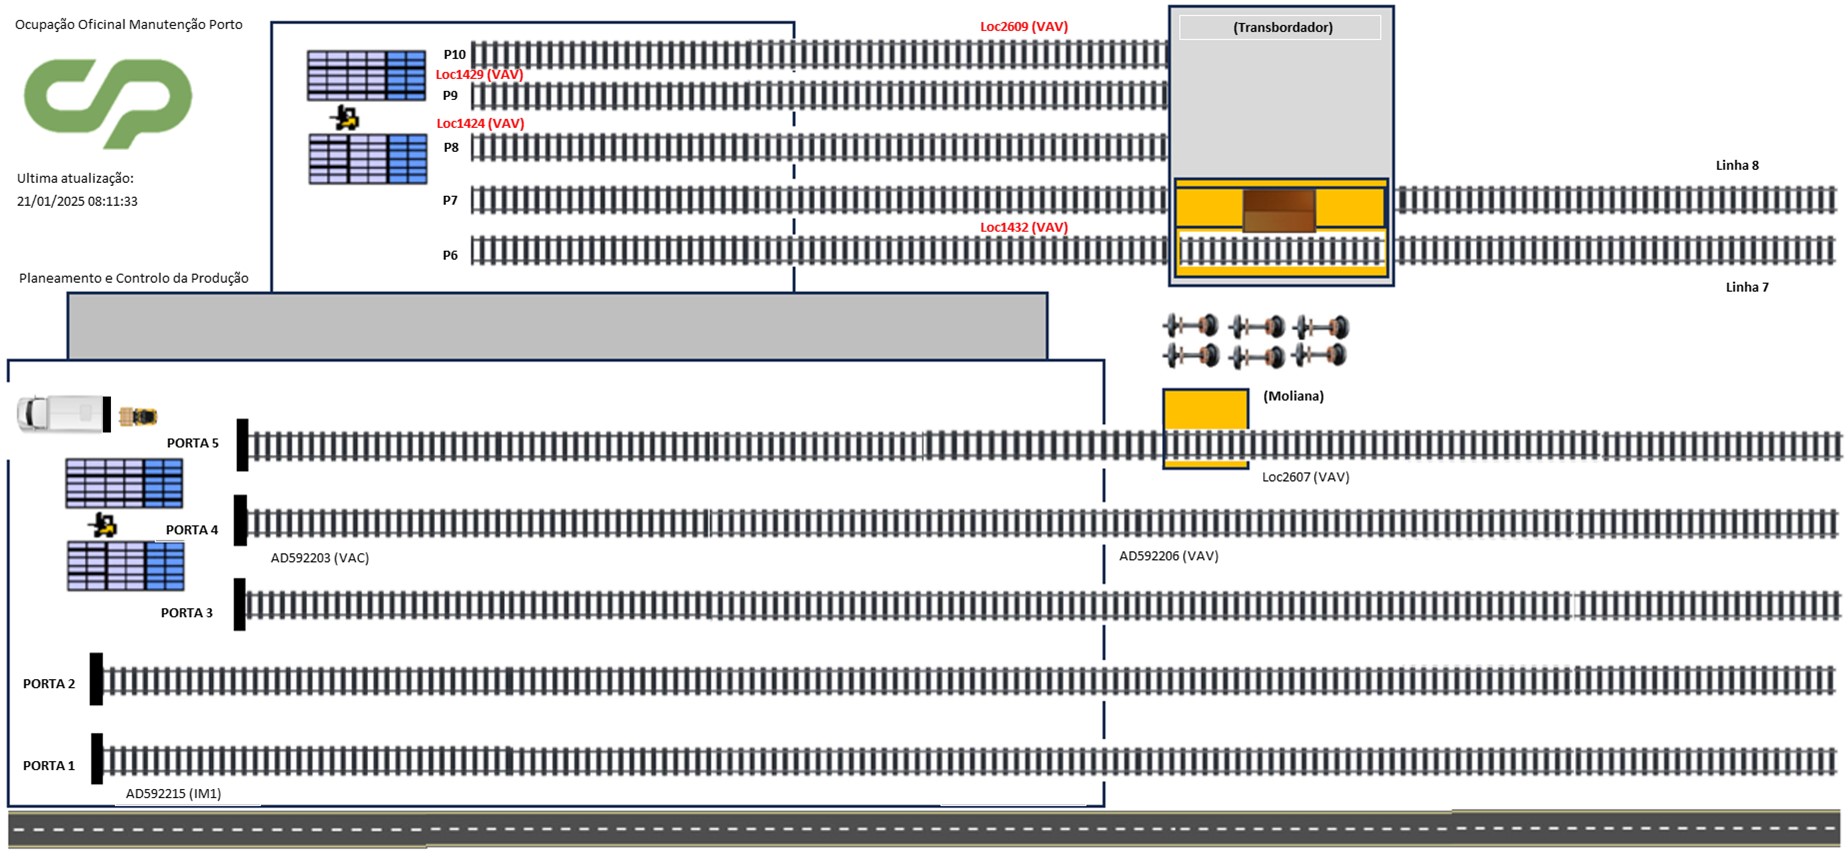 Ocupação Oficinal Manutenção Porto
cp
Ultima atualização:
21/01/2025 08:11:33
Planeamento e Controlo da Produção
Loc2609 (VAV)
(Transbordador)
P10
Loc1429 (VAV)
P9
Loc1424 (VAV)
P8
Linha 8
P7
Loc1432 (VAV)
P6
Linha 7
(Moliana)
PORTA 5
Loc2607 (VAV)
PORTA 4
AD592203 (VAC)
AD592206 (VAV)
PORTA 3
PORTA 2
PORTA 1
AD592215 (IM1)